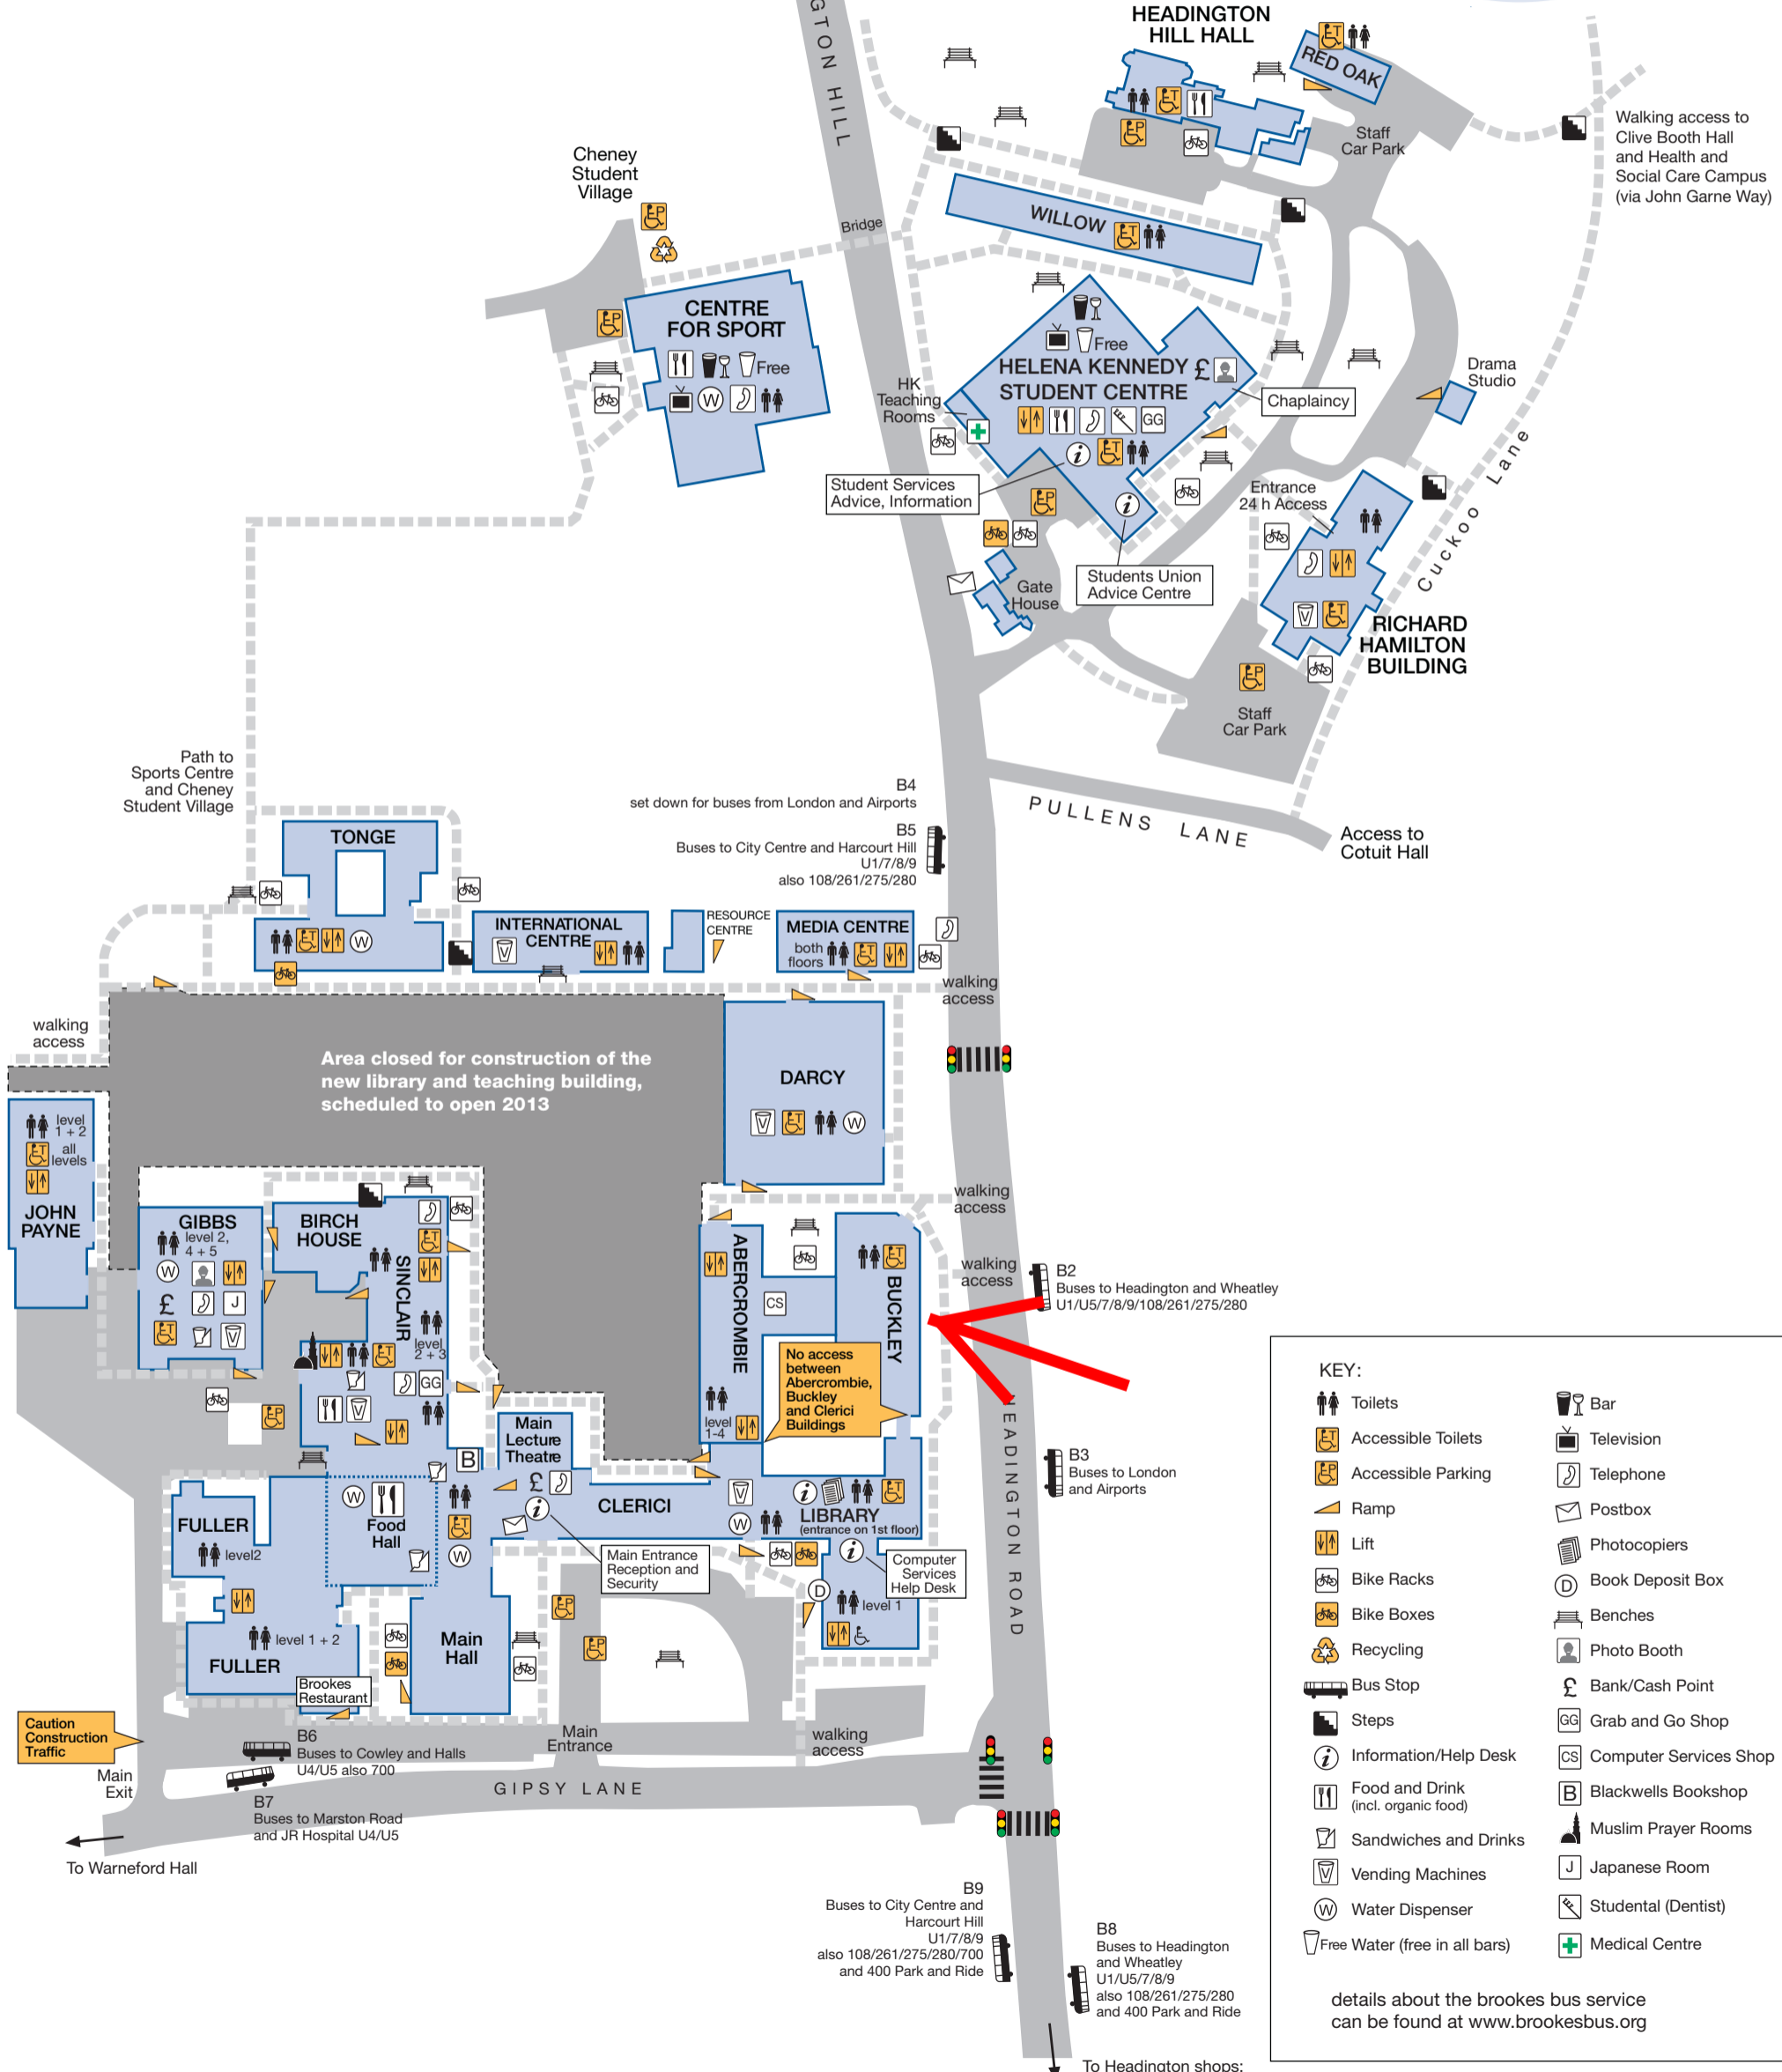 HEADINGTON
HILL HALL
RED OAK
GTON HILL
Staff
Car Park
Walking access to
Clive Booth Hall
and Health and
Social Care Campus
(via John Garne Way)
Cheney
Student
Village
Bridge
WILLOW
CENTRE
FOR SPORT
Free
W
Free
HELENA KENNEDY £
STUDENT CENTRE
GG
HK
Teaching
Rooms
Chaplaincy
Drama
Studio
Student Services
Advice, Information
Entrance
24 h Access
Cuckoo Lane
Students Union
Advice Centre
Gate
House
V
RICHARD
HAMILTON
BUILDING
Staff
Car Park
Path to
Sports Centre
and Cheney
Student Village
B4
set down for buses from London and Airports
B5
Buses to City Centre and Harcourt Hill
U1/7/8/9
also 108/261/275/280
PULLENS LANE
Access to
Cotuit Hall
TONGE
W
INTERNATIONAL
CENTRE
V
RESOURCE
CENTRE
MEDIA CENTRE
both
floors
walking
access
walking
access
Area closed for construction of the
new library and teaching building,
scheduled to open 2013
DARCY
V
W
level
1 + 2
all
levels
JOHN
PAYNE
GIBBS
level 2,
4 + 5
W
£
J
V
BIRCH
HOUSE
SINCLAIR
level
2 + 3
GG
V
walking
access
walking
access
ABERCROMBIE
CS
BUCKLEY
level
1-4
No access
between
Abercrombie,
Buckley
and Clerici
Buildings
B2
Buses to Headington and Wheatley
U1/U5/7/8/9/108/261/275/280
B3
Buses to London
and Airports
HEADINGTON ROAD
Main
Lecture
Theatre
B
£
CLERICI
V
W
LIBRARY
(entrance on 1st floor)
FULLER
level2
W
Food
Hall
W
Main Entrance
Reception and
Security
Computer
Services
Help Desk
D
level 1
level 1 + 2
FULLER
Main
Hall
Brookes
Restaurant
Caution
Construction
Traffic
Main
Exit
B6
Buses to Cowley and Halls
U4/U5 also 700
Main
Entrance
walking
access
GIPSY LANE
B7
Buses to Marston Road
and JR Hospital U4/U5
To Warneford Hall
B9
Buses to City Centre and
Harcourt Hill
U1/7/8/9
also 108/261/275/280/700
and 400 Park and Ride
B8
Buses to Headington
and Wheatley
U1/U5/7/8/9
also 108/261/275/280
and 400 Park and Ride
To Headington shops:
KEY:
Toilets
Accessible Toilets
Accessible Parking
Ramp
Lift
Bike Racks
Bike Boxes
Recycling
Bus Stop
Steps
Information/Help Desk
Food and Drink
(incl. organic food)
Sandwiches and Drinks
V Vending Machines
W Water Dispenser
Free Water (free in all bars)
Bar
Television
Telephone
Postbox
Photocopiers
D Book Deposit Box
Benches
Photo Booth
£ Bank/Cash Point
GG Grab and Go Shop
CS Computer Services Shop
B Blackwells Bookshop
Muslim Prayer Rooms
J Japanese Room
Studental (Dentist)
Medical Centre
details about the brookes bus service
can be found at www.brookesbus.org